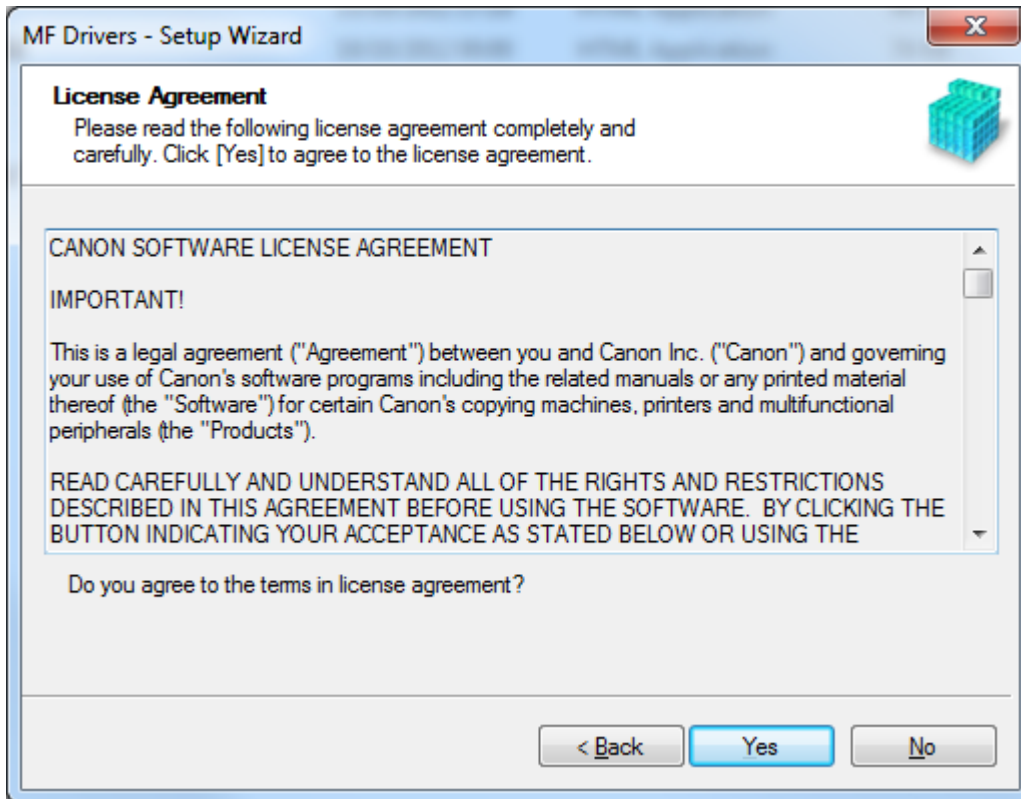 MF Drivers - Setup Wizard
License Agreement
Please read the following license agreement completely and
carefully. Click [Yes] to agree to the license agreement.
CANON SOFTWARE LICENSE AGREEMENT
IMPORTANT!
This is a legal agreement ("Agreement") between you and Canon Inc. ("Canon") and governing
your use of Canon's software programs including the related manuals or any printed material
thereof (the "Software") for certain Canon's copying machines, printers and multifunctional
peripherals (the "Products").
READ CAREFULLY AND UNDERSTAND ALL OF THE RIGHTS AND RESTRICTIONS
DESCRIBED IN THIS AGREEMENT BEFORE USING THE SOFTWARE.  BY CLICKING THE
BUTTON INDICATING YOUR ACCEPTANCE AS STATED BELOW OR USING THE
Do you agree to the terms in license agreement?
< Back
Yes
No